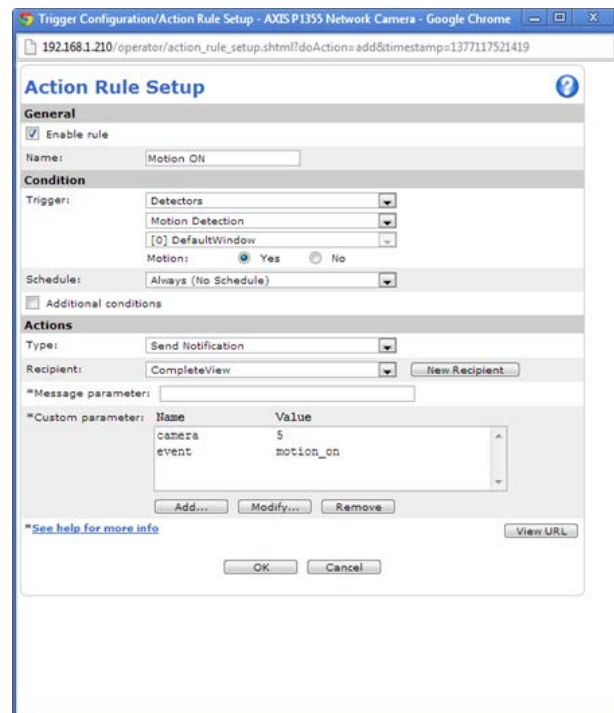 Trigger Configuration/Action Rule Setup - AXIS P1355 Network Camera - Google Chrome
192.168.1.210/operator/action_rule_setup.shtml?doAction=add&timestamp=1377117521419
Action Rule Setup
General
Enable rule
Name: Motion ON
Condition
Trigger: Detectors
Motion Detection
[0] DefaultWindow
Motion: Yes No
Schedule: Always (No Schedule)
Additional conditions
Actions
Type: Send Notification
Recipient: CompleteView New Recipient
*Message parameter:
*Custom parameter: Name Value
camera 5
event motion_on
Add... Modify... Remove
*See help for more info View URL
OK Cancel